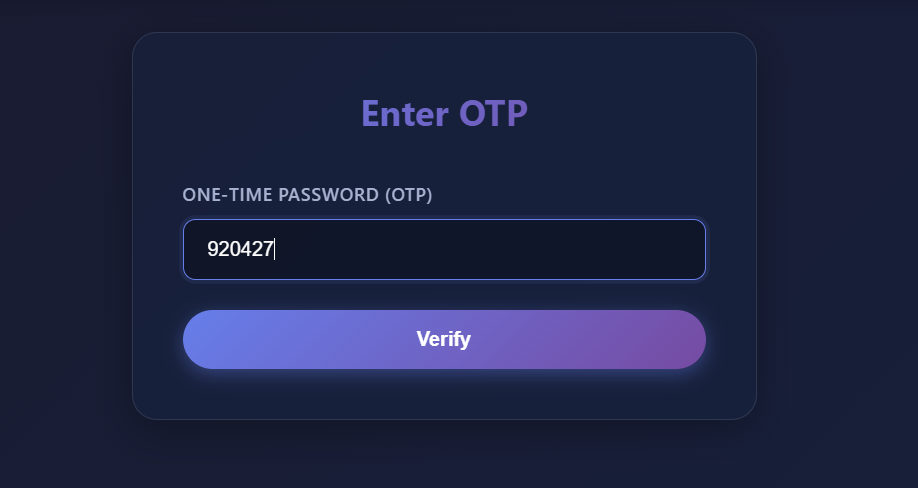 Enter OTP
ONE-TIME PASSWORD (OTP)
920427
Verify